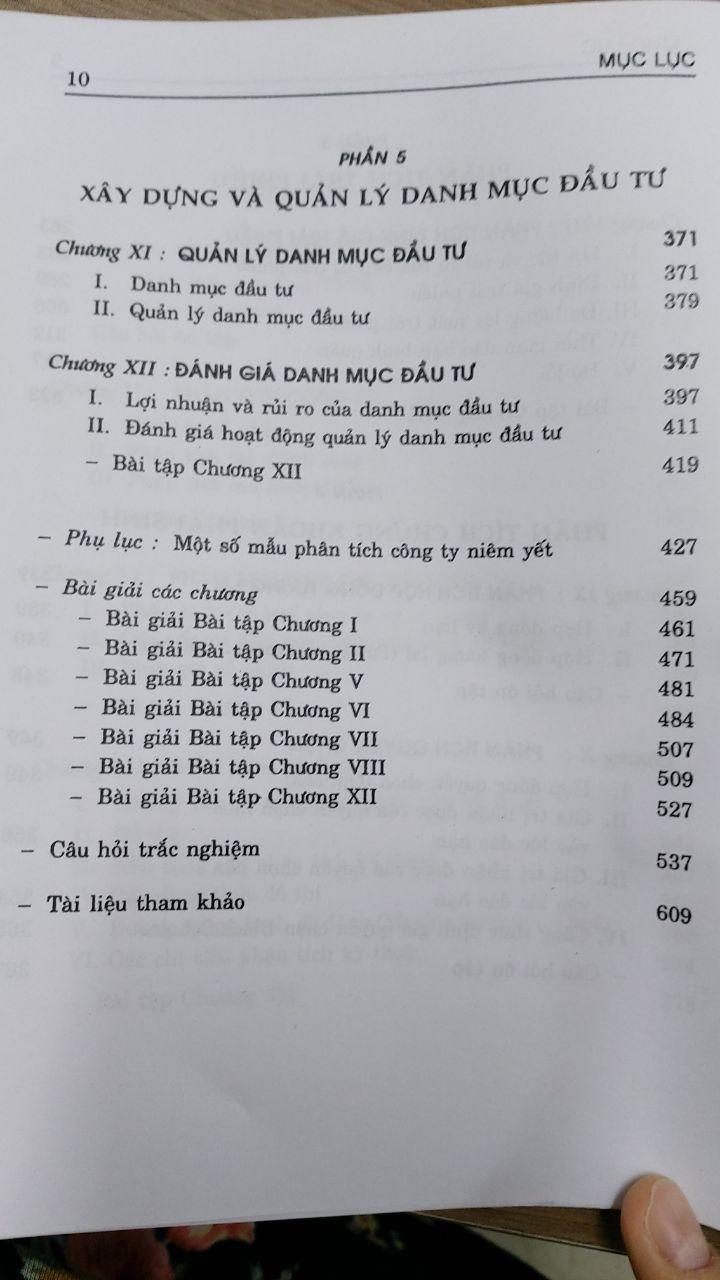 10 MỤC LỤC
PHẦN 5
XÂY DỰNG VÀ QUẢN LÝ DANH MỤC ĐẦU TƯ
Chương XI : QUẢN LÝ DANH MỤC ĐẦU TƯ 371
I. Danh mục đầu tư 371
II. Quản lý danh mục đầu tư 379
Chương XII : ĐÁNH GIÁ DANH MỤC ĐẦU TƯ 397
I. Lợi nhuận và rủi ro của danh mục đầu tư 397
II. Đánh giá hoạt động quản lý danh mục đầu tư 411
– Bài tập Chương XII 419
– Phụ lục : Một số mẫu phân tích công ty niêm yết 427
– Bài giải các chương 459
– Bài giải Bài tập Chương I 461
– Bài giải Bài tập Chương II 471
– Bài giải Bài tập Chương V 481
– Bài giải Bài tập Chương VI 484
– Bài giải Bài tập Chương VII 507
– Bài giải Bài tập Chương VIII 509
– Bài giải Bài tập Chương XII 527
– Câu hỏi trắc nghiệm 537
– Tài liệu tham khảo 609